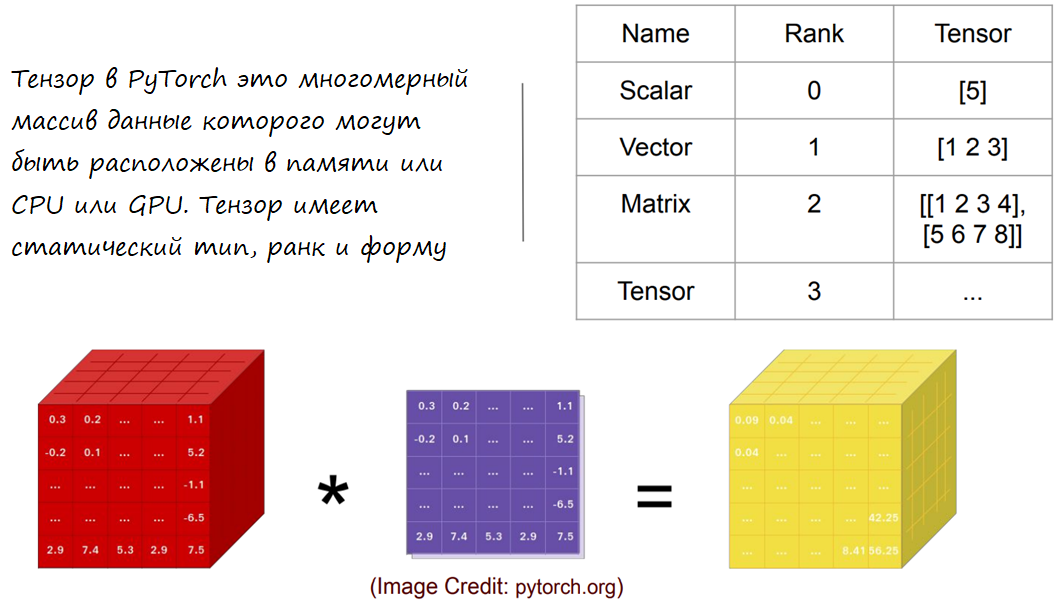 Тензор в PyTorch это многомерный
массив данные которого могут
быть расположены в памяти или
CPU или GPU. Тензор имеет
статический тип, ранк и форму
Name Rank Tensor
Scalar 0 [5]
Vector 1 [1 2 3]
Matrix 2 [[1 2 3 4],
[5 6 7 8]]
Tensor 3 ...
0.3 0.2 ... ... 1.1
-0.2 0.1 ... ... 5.2
... ... ... ... -1.1
... ... ... ... -6.5
2.9 7.4 5.3 2.9 7.5
*
0.3 0.2 ... ... 1.1
-0.2 0.1 ... ... 5.2
... ... ... ... -1.1
... ... ... ... -6.5
2.9 7.4 5.3 2.9 7.5
=
0.09 0.04 ... ... ...
0.04 ... ... ... ...
... ... ... ... ...
... ... ... ... 42.25
... ... ... 8.41 56.25
(Image Credit: pytorch.org)